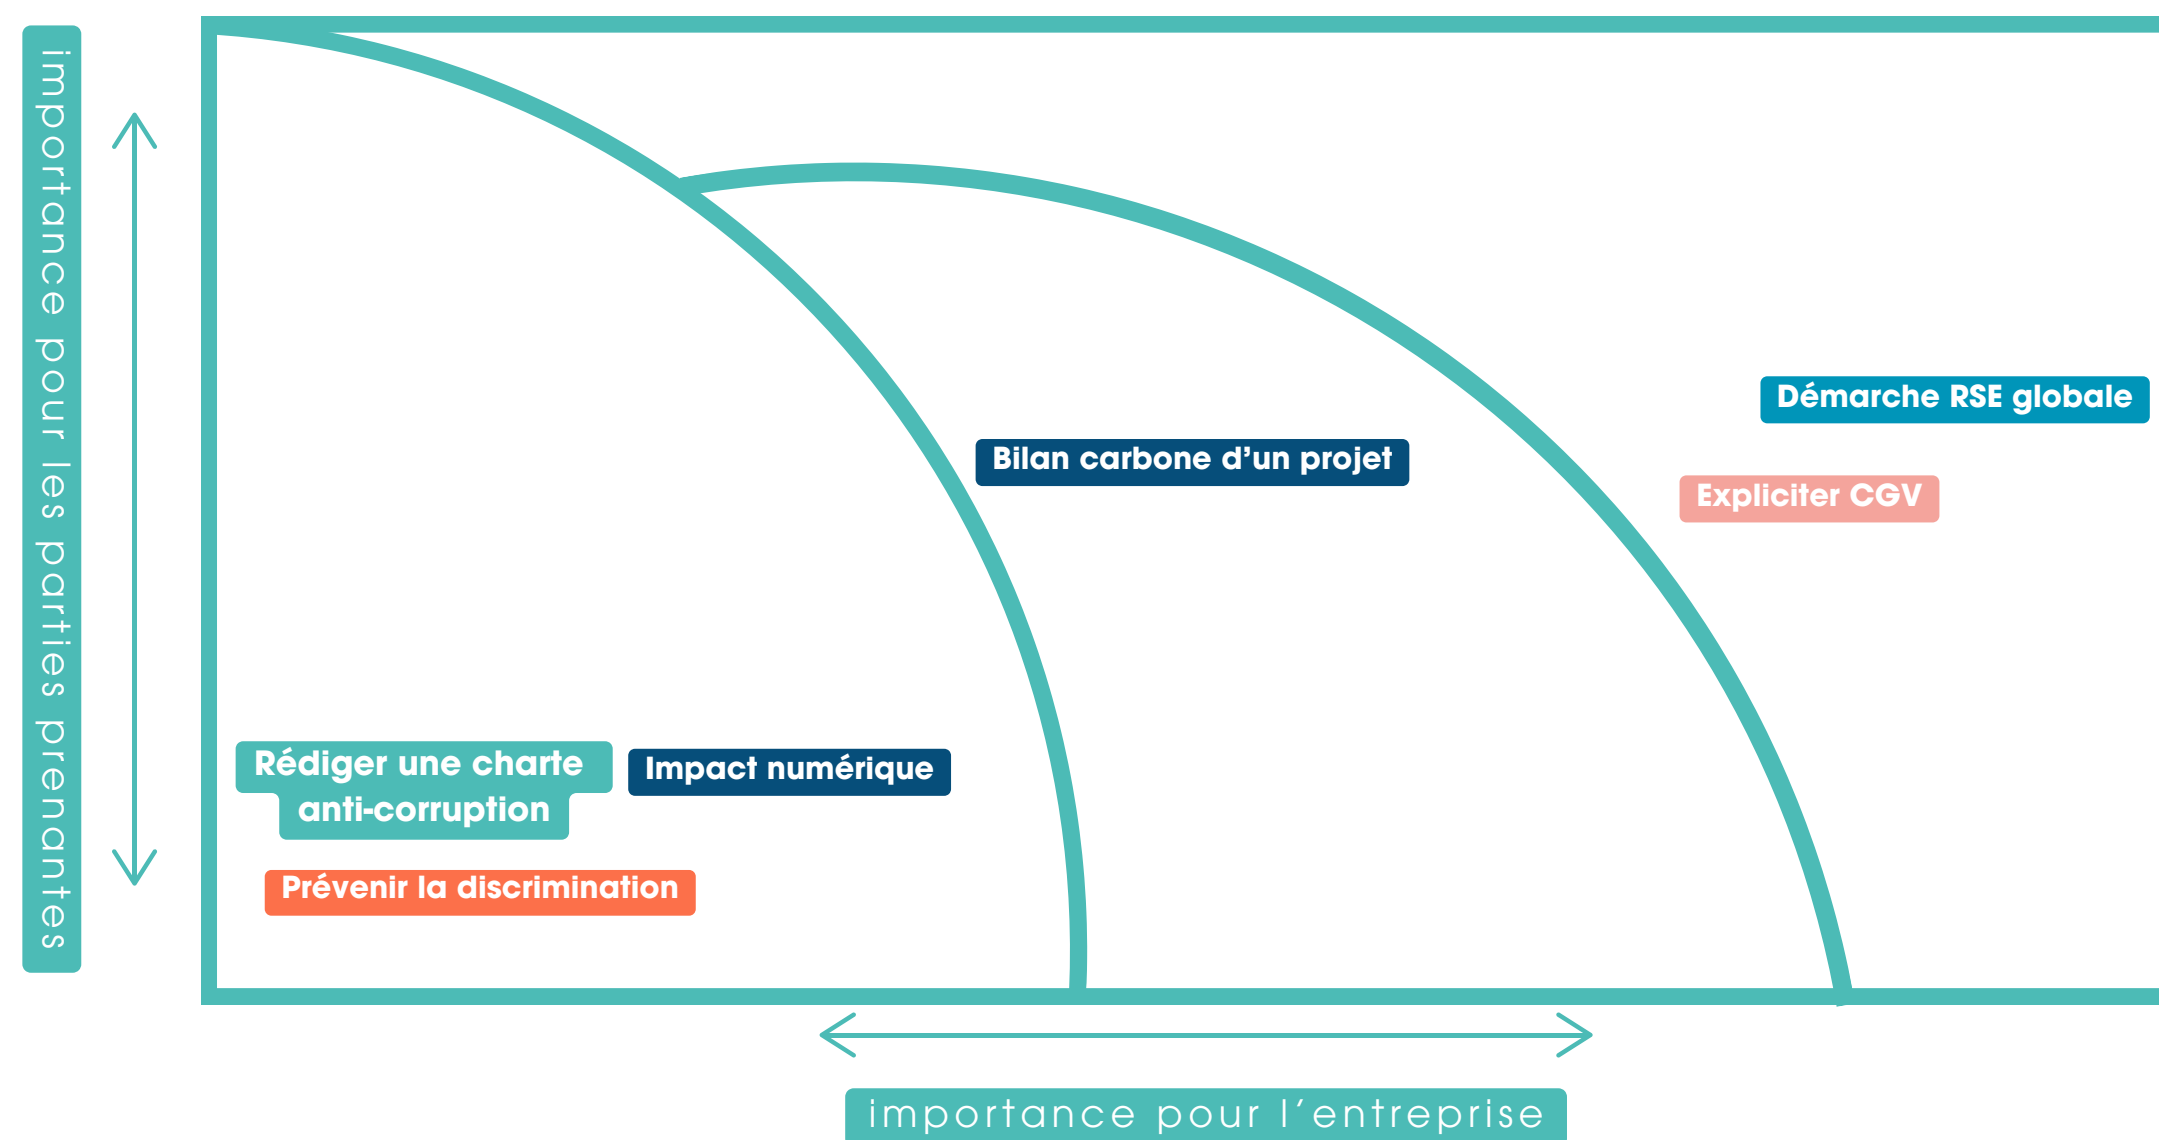 importance pour les parties prenantes
Démarche RSE globale
Bilan carbone d’un projet
Expliciter CGV
Rédiger une charte
anti-corruption
Impact numérique
Prévenir la discrimination
importance pour l’entreprise